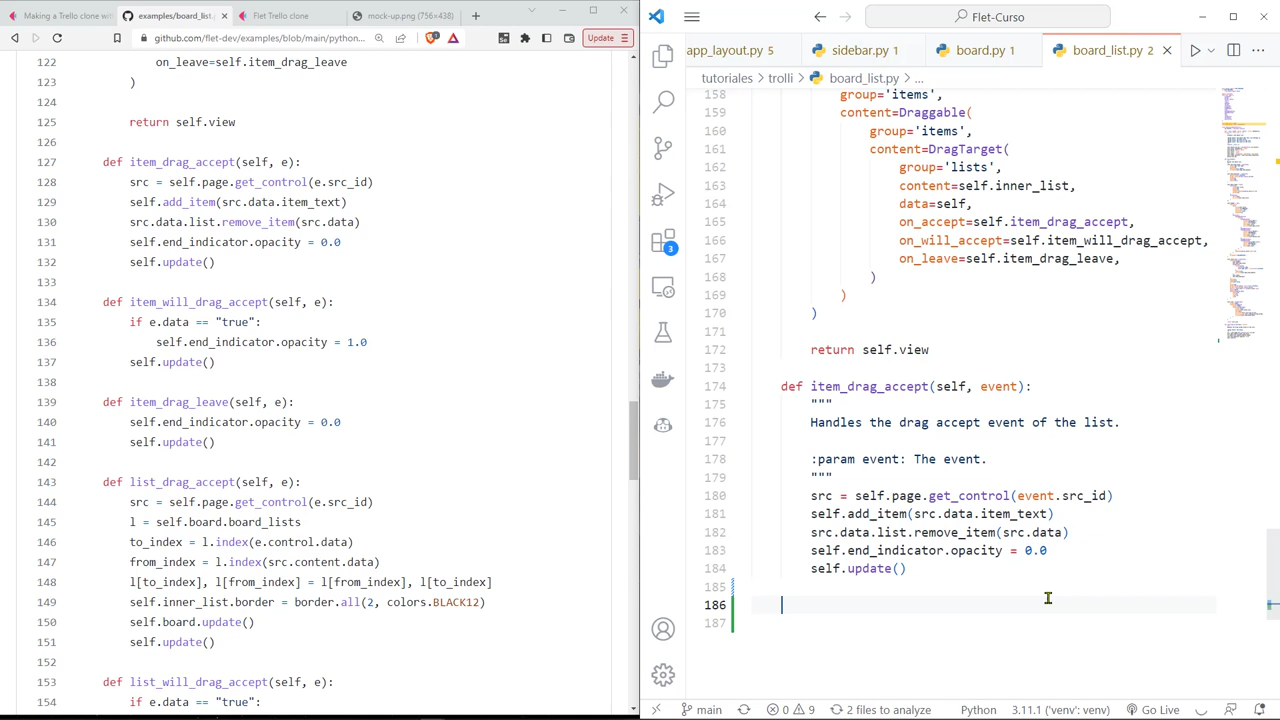 Making a Trello clone with
examples/board_list.
Trello clone
mock-up.png (756×438)
github.com/flet-dev/examples/blob/main/python...
Update
122 on_leave=self.item_drag_leave
123 )
124
125 return self.view
126
127 def item_drag_accept(self, e):
128 src = self.page.get_control(e.src_id)
129 self.add_item(src.data.item_text)
130 src.data.list.remove_item(src.data)
131 self.end_indicator.opacity = 0.0
132 self.update()
133
134 def item_will_drag_accept(self, e):
135 if e.data == "true":
136 self.end_indicator.opacity = 1.0
137 self.update()
138
139 def item_drag_leave(self, e):
140 self.end_indicator.opacity = 0.0
141 self.update()
142
143 def list_drag_accept(self, e):
144 src = self.page.get_control(e.src_id)
145 l = self.board.board_lists
146 to_index = l.index(e.control.data)
147 from_index = l.index(src.content.data)
148 l[to_index], l[from_index] = l[from_index], l[to_index]
149 self.inner_list.border = border.all(2, colors.BLACK12)
150 self.board.update()
151 self.update()
152
153 def list_will_drag_accept(self, e):
154 if e.data == "true":
Flet-Curso
app_layout.py 5
sidebar.py
board.py 1
board_list.py 2
tutoriales > trolli > board_list.py > ...
158 group='items',
159 content=Draggabl
160 group='items
161 content=Drag et(
162 group='i
163 content= inner_list,
164 data=sel
165 on_accept self.item_drag_accept,
166 on_will_ac =self.item_will_drag_accept,
167 on_leave item_drag_leave,
168 )
169 )
170 )
171
172 return self.view
173
174 def item_drag_accept(self, event):
175 """
176 Handles the drag accept event of the list.
177
178 :param event: The event.
179 """
180 src = self.page.get_control(event.src_id)
181 self.add_item(src.data.item_text)
182 src.data.list.remove_item(src.data)
183 self.end_indicator.opacity = 0.0
184 self.update()
185
186
187
3
main
0 9
2 files to analyze
Python
3.11.1 ('venv': venv)
Go Live